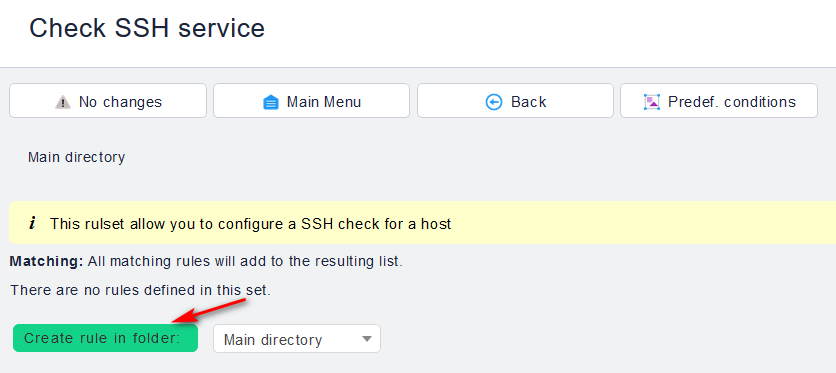 Check SSH service
No changes Main Menu Back Predef. conditions
Main directory
i This rulset allow you to configure a SSH check for a host
Matching: All matching rules will add to the resulting list.
There are no rules defined in this set.
Create rule in folder: Main directory